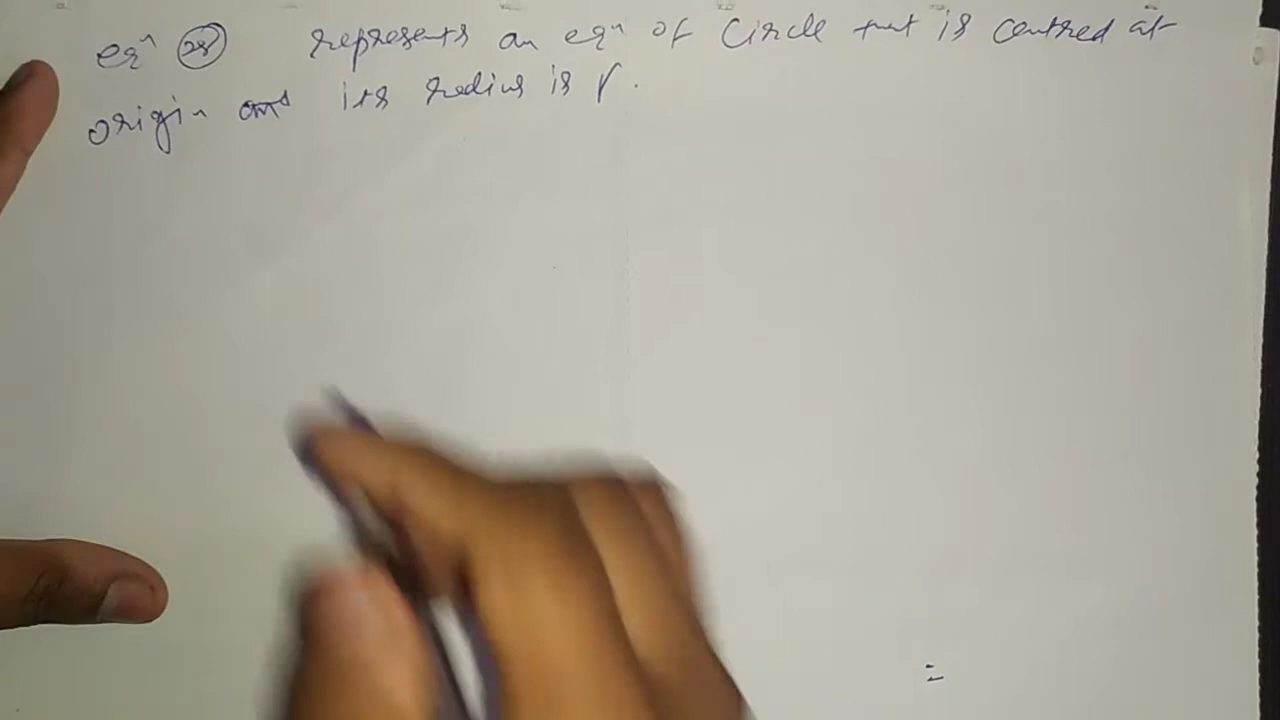 eqⁿ (28) represents an eqⁿ of Circle that is centred at
origin and its radius is r.
=